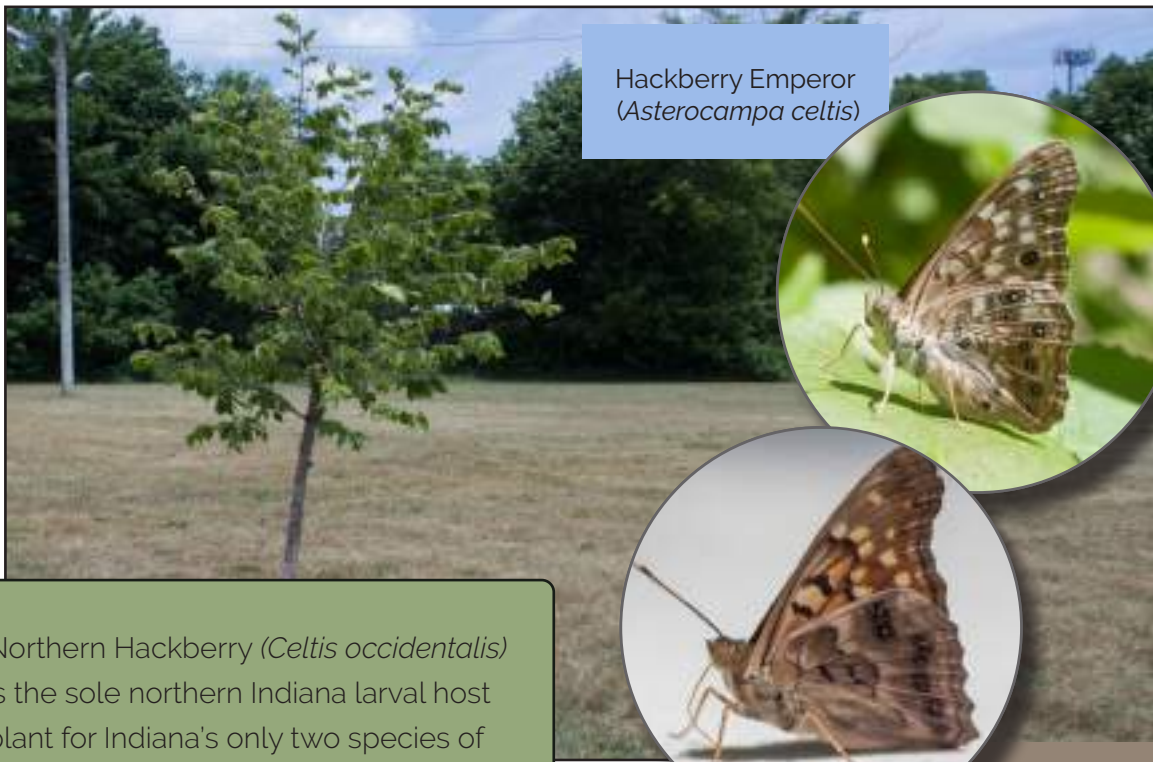 Hackberry Emperor
(Asterocampa celtis)
Northern Hackberry (Celtis occidentalis)
is the sole northern Indiana larval host
plant for Indiana's only two species of